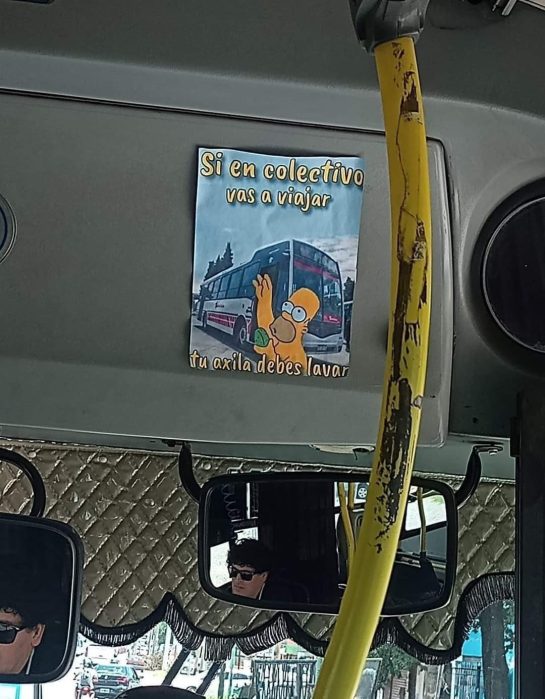 Si en colectivo
vas a viajar
tu axila debes lavar